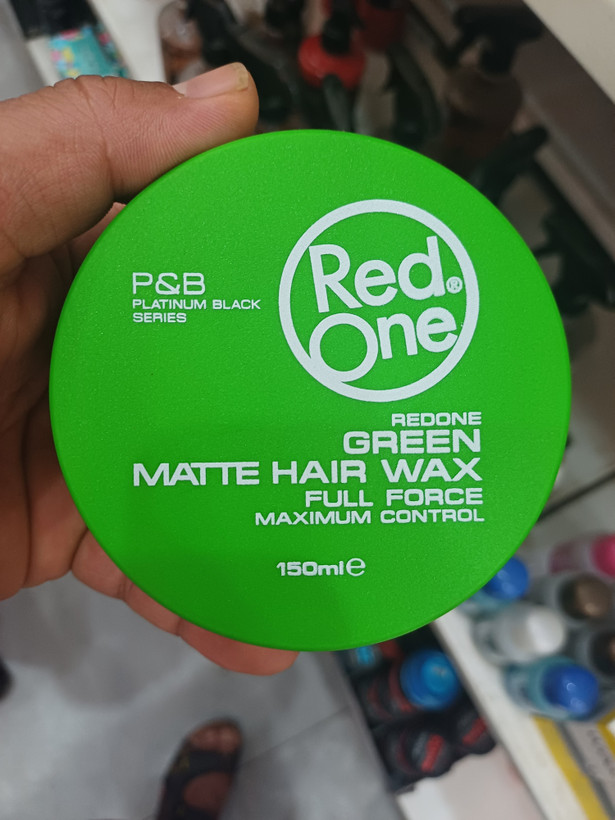 P&B
PLATINUM BLACK
SERIES
Red®
One
REDONE
GREEN
MATTE HAIR WAX
FULL FORCE
MAXIMUM CONTROL
150ml℮